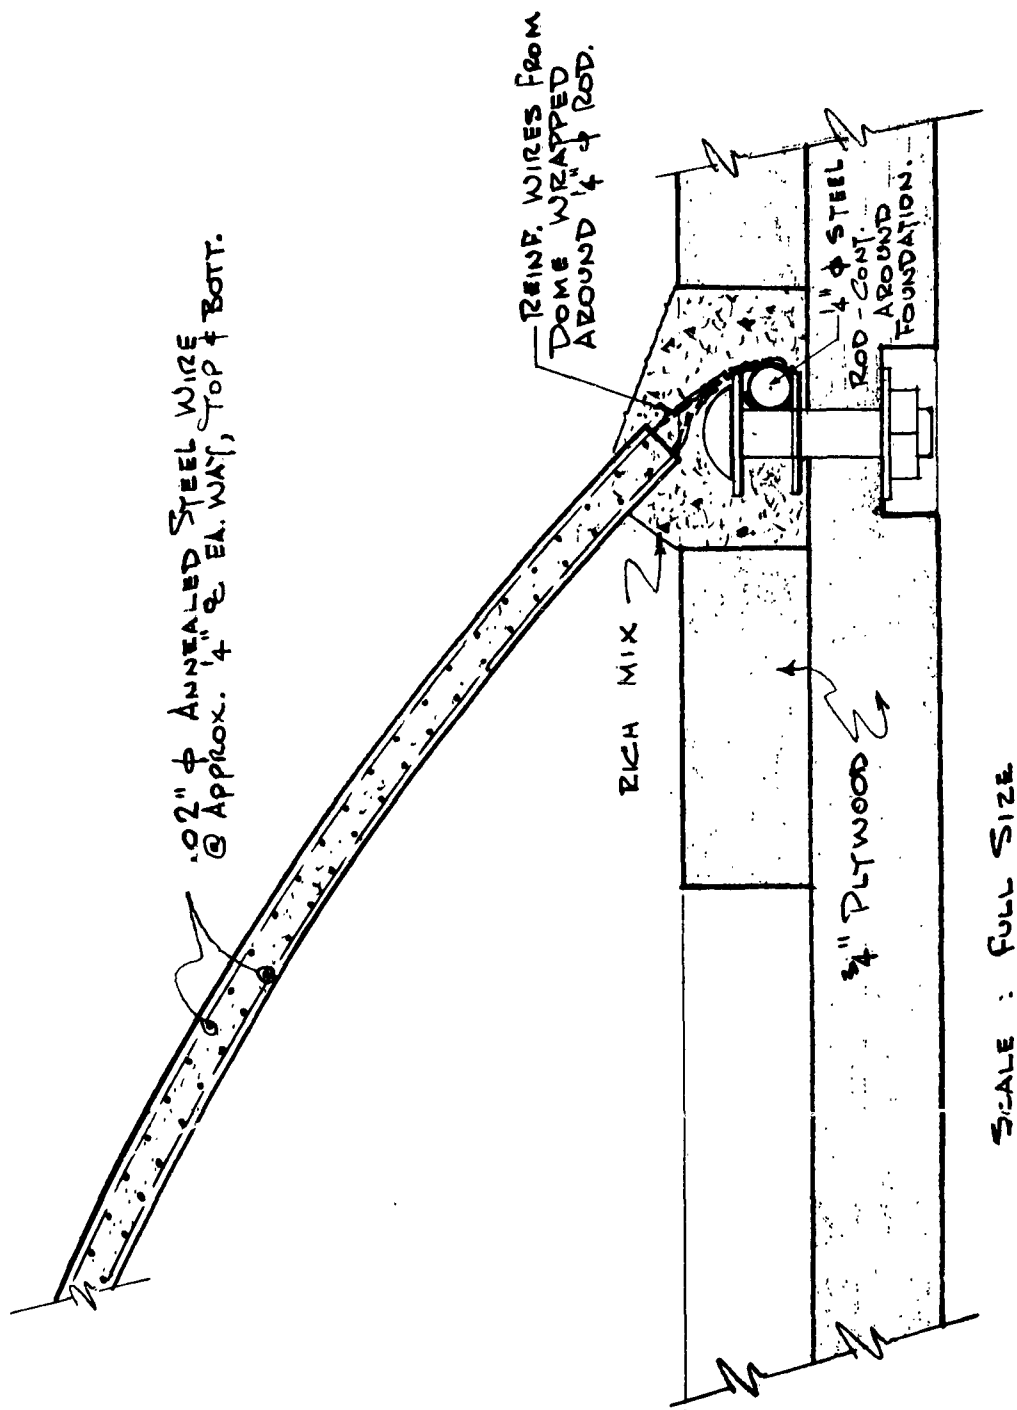 .02" ϕ ANNEALED STEEL WIRE
@ APPROX. 1/4" ℄ EA. WAY, TOP & BOTT.
REINF. WIRES FROM
DOME WRAPPED
AROUND 1/4" ϕ ROD.
RICH MIX
1/4" ϕ STEEL
ROD - CONT.
AROUND
FOUNDATION.
3/4" PLYWOOD
SCALE : FULL SIZE